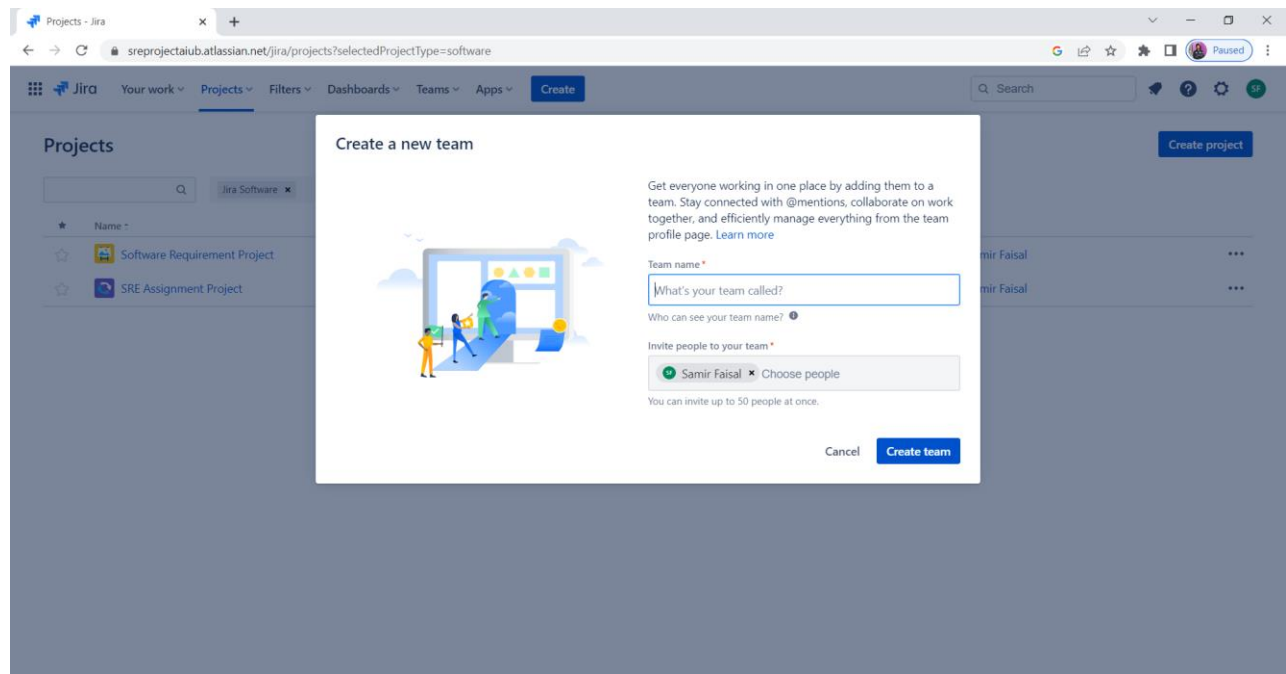 Projects - Jira
sreprojectaiub.atlassian.net/jira/projects?selectedProjectType=software
G
Paused
Jira Your work Projects Filters Dashboards Teams Apps Create
Search
SF
Projects
Create project
Jira Software
Name
Software Requirement Project
mir Faisal
SRE Assignment Project
mir Faisal
Create a new team
Get everyone working in one place by adding them to a
team. Stay connected with @mentions, collaborate on work
together, and efficiently manage everything from the team
profile page. Learn more
Team name *
What's your team called?
Who can see your team name?
Invite people to your team *
SF Samir Faisal × Choose people
You can invite up to 50 people at once.
Cancel Create team